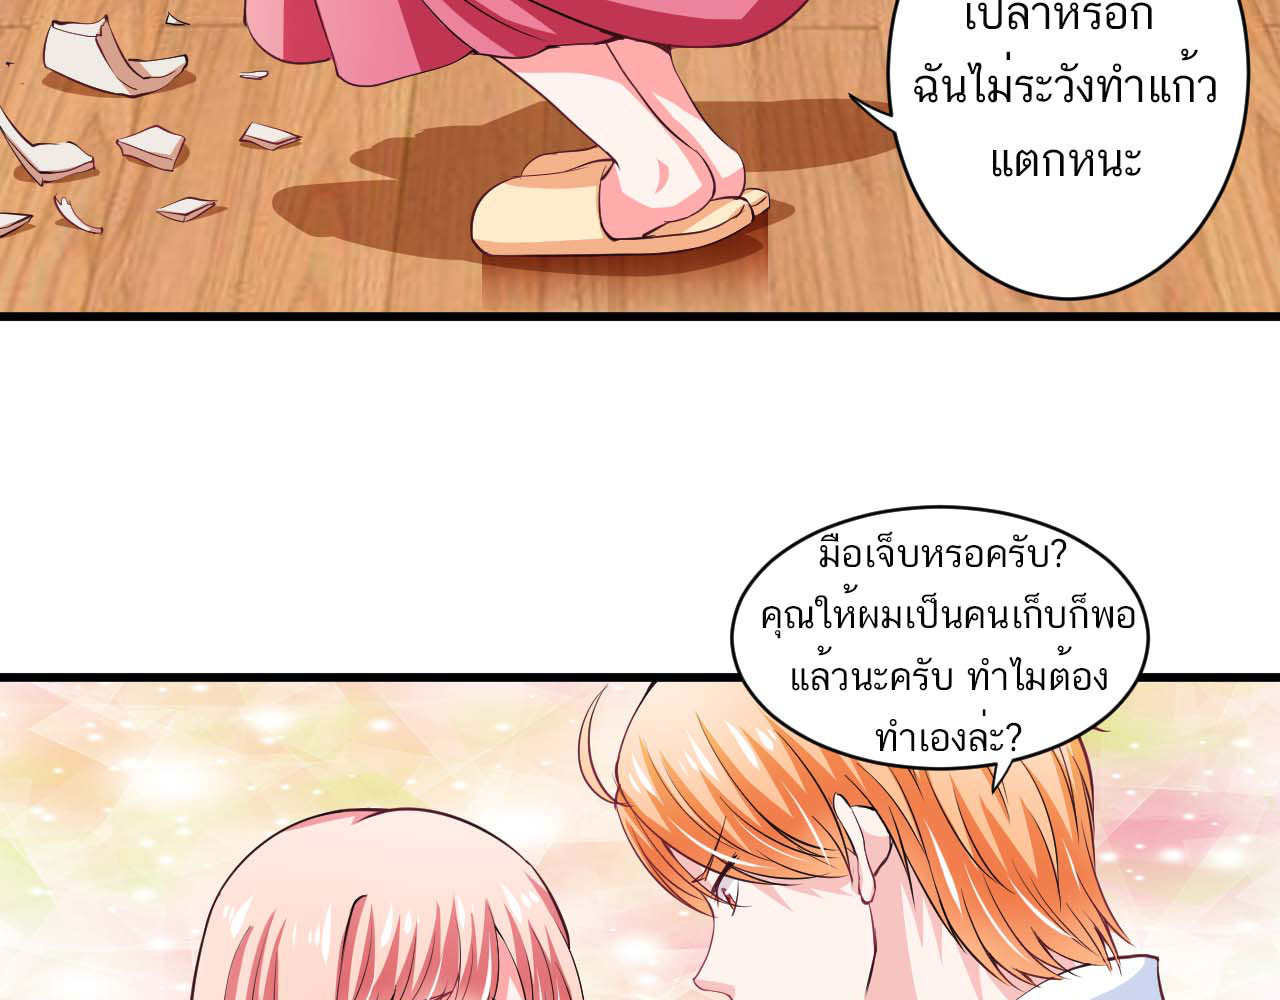 เปล่าหรอก
ฉันไม่ระวังทำแก้ว
แตกหนะ
มือเจ็บหรอครับ?
คุณให้ผมเป็นคนเก็บก็พอ
แล้วนะครับ ทำไมต้อง
ทำเองล่ะ?